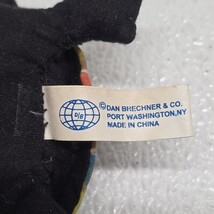 D/B
©DAN BRECHNER & CO.
PORT WASHINGTON,NY
MADE IN CHINA